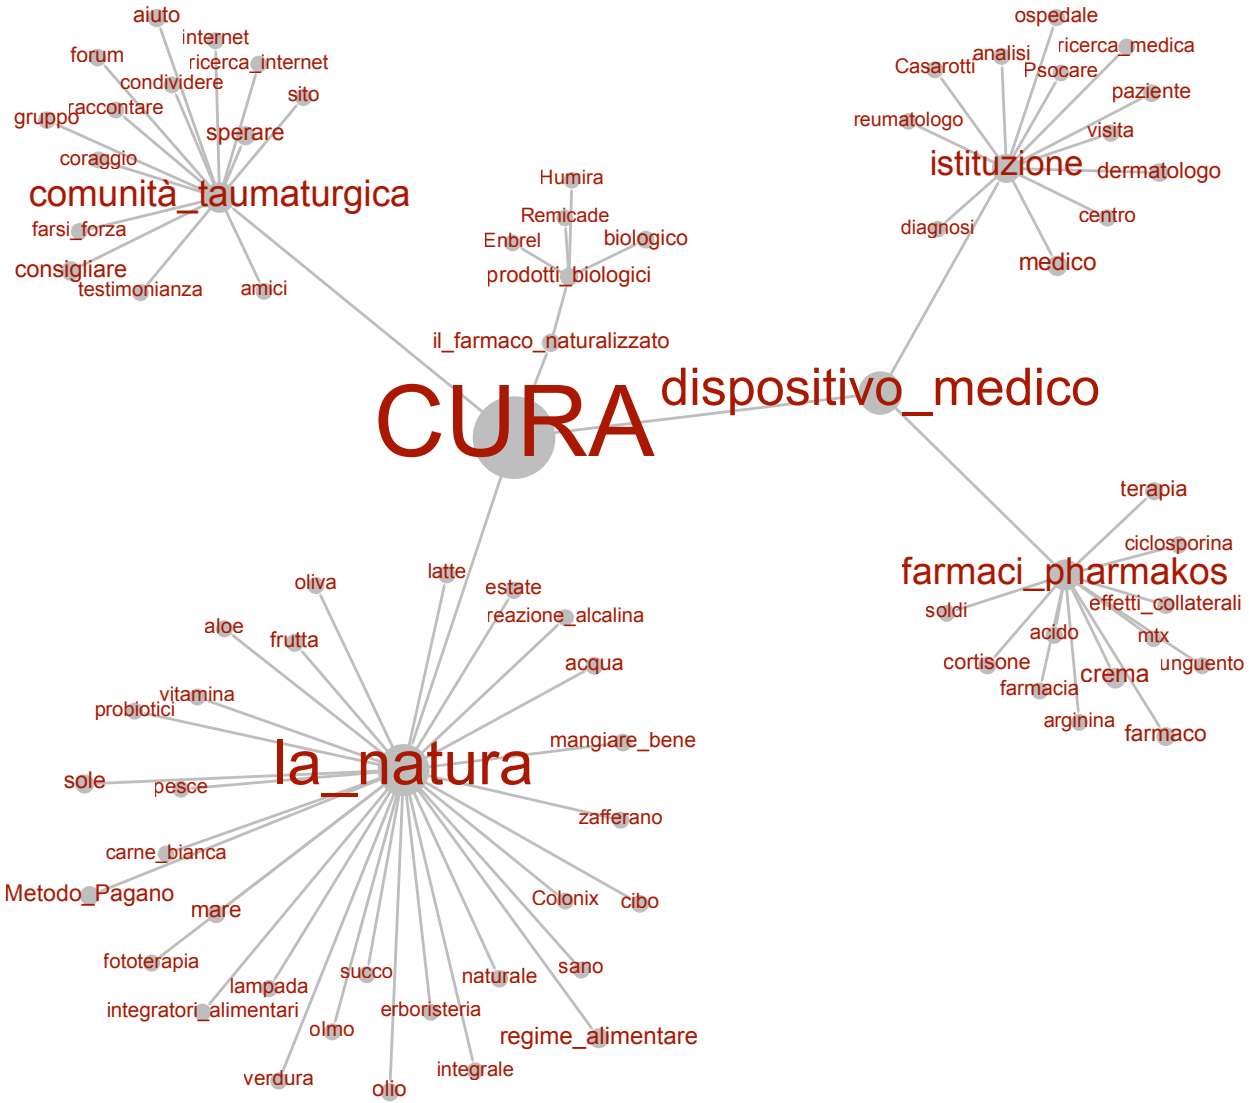 aiuto
internet
forum
ricerca_internet
condividere
sito
raccontare
gruppo
sperare
coraggio
comunità_taumaturgica
farsi_forza
consigliare
testimonianza
amici
ospedale
ricerca_medica
analisi
Casarotti
Psocare
paziente
reumatologo
visita
istituzione
dermatologo
centro
diagnosi
medico
Humira
Remicade
Enbrel
biologico
prodotti_biologici
il_farmaco_naturalizzato
CURA
dispositivo_medico
terapia
ciclosporina
farmaci_pharmakos
effetti_collaterali
soldi
acido
mtx
cortisone
unguento
crema
farmacia
arginina
farmaco
latte
oliva
estate
reazione_alcalina
aloe
frutta
acqua
vitamina
probiotici
mangiare_bene
la_natura
sole
pesce
zafferano
carne_bianca
Metodo_Pagano
Colonix
cibo
mare
fototerapia
succo
naturale
sano
lampada
integratori_alimentari
erboristeria
olmo
regime_alimentare
integrale
verdura
olio